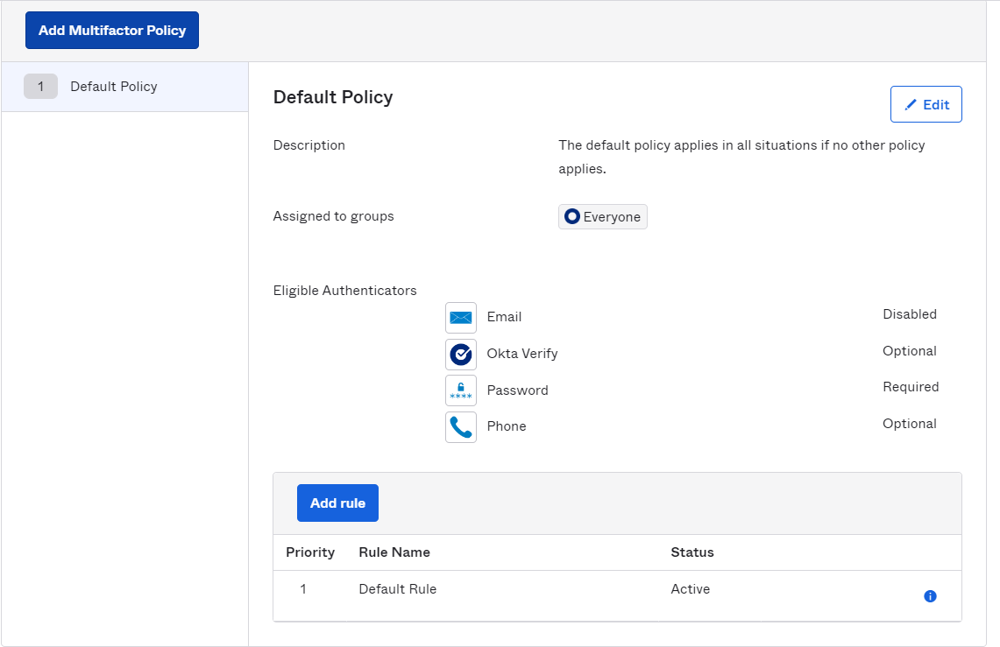 Add Multifactor Policy
1 Default Policy
Default Policy
Edit
Description
The default policy applies in all situations if no other policy
applies.
Assigned to groups
Everyone
Eligible Authenticators
Email Disabled
Okta Verify Optional
Password Required
Phone Optional
Add rule
Priority Rule Name Status
1 Default Rule Active